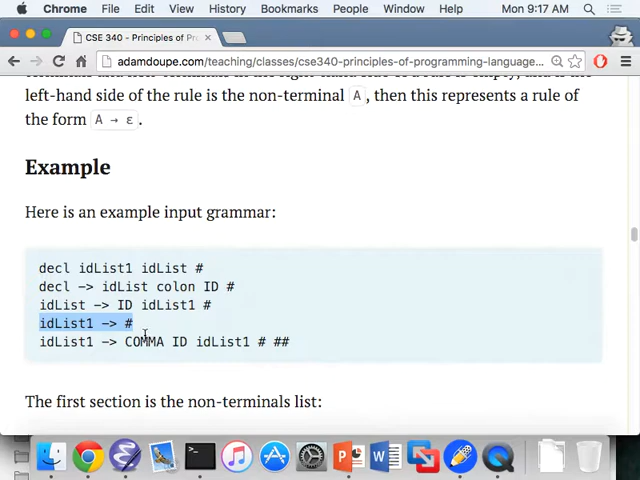 Chrome File Edit View History Bookmarks People Window Help Mon 9:17 AM
CSE 340 - Principles of Pro
adamdoupe.com/teaching/classes/cse340-principles-of-programming-language...
left-hand side of the rule is the non-terminal A , then this represents a rule of
the form A → ε .
Example
Here is an example input grammar:
decl idList1 idList #
decl -> idList colon ID #
idList -> ID idList1 #
idList1 -> #
idList1 -> COMMA ID idList1 # ##
The first section is the non-terminals list: